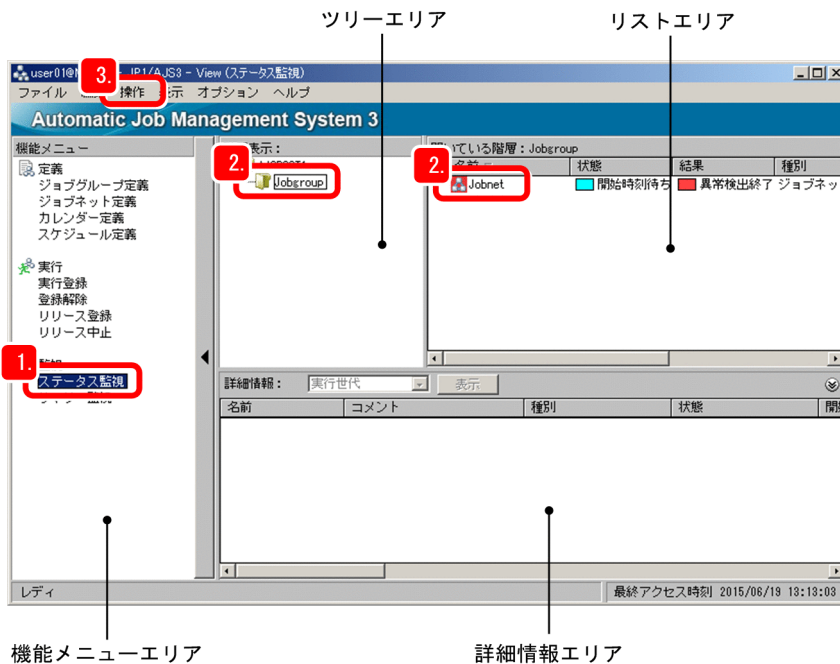 ツリーエリア
リストエリア
user01@ JP1/AJS3 - View (ステータス監視)
3.
ファイル 操作 表示 オプション ヘルプ
Automatic Job Management System 3
機能メニュー
表示：
開いている階層：Jobgroup
2.
2.
名前 状態 結果 種別
Jobgroup
Jobnet 開始時刻待ち 異常検出終了 ジョブネッ
定義
ジョブグループ定義
ジョブネット定義
カレンダー定義
スケジュール定義
実行
実行登録
登録解除
リリース登録
リリース中止
1.
ステータス監視
詳細情報： 実行世代 表示
名前 コメント 種別 状態
レディ
最終アクセス時刻 2015/06/19 13:13:03
機能メニューエリア
詳細情報エリア